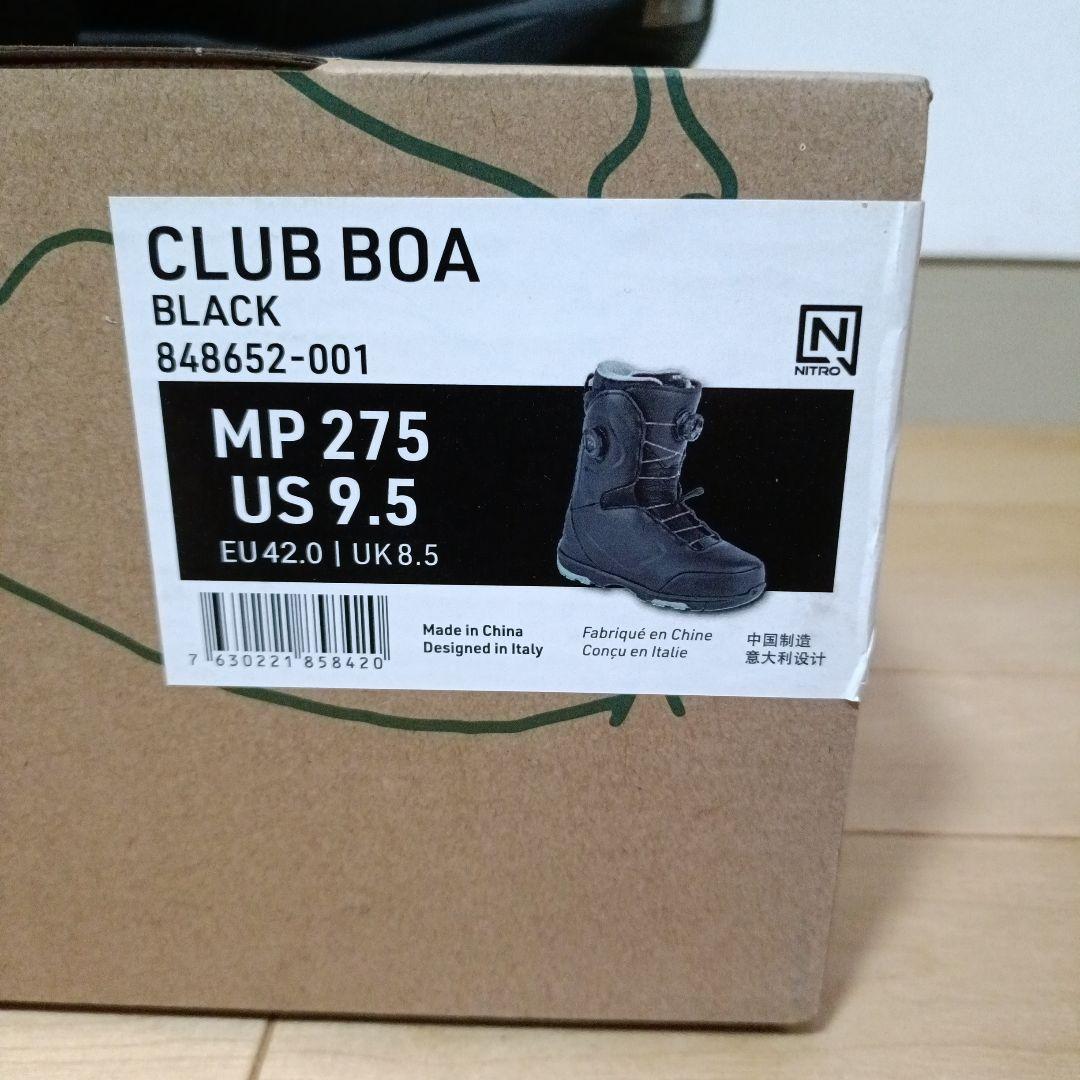 CLUB BOA
BLACK
848652-001
N
NITRO
MP 275
US 9.5
EU 42.0 | UK 8.5
7 630221 858420
Made in China
Designed in Italy
Fabriqué en Chine
Conçu en Italie
中国制造
意大利设计